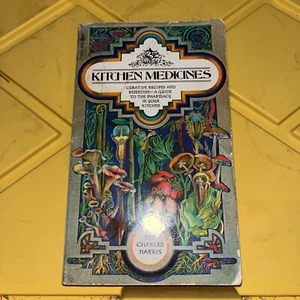 KITCHEN MEDICINES
CURATIVE RECIPES AND
REMEDIES—A GUIDE
TO THE PHARMACY
IN YOUR
KITCHEN
CHARLES
HARRIS